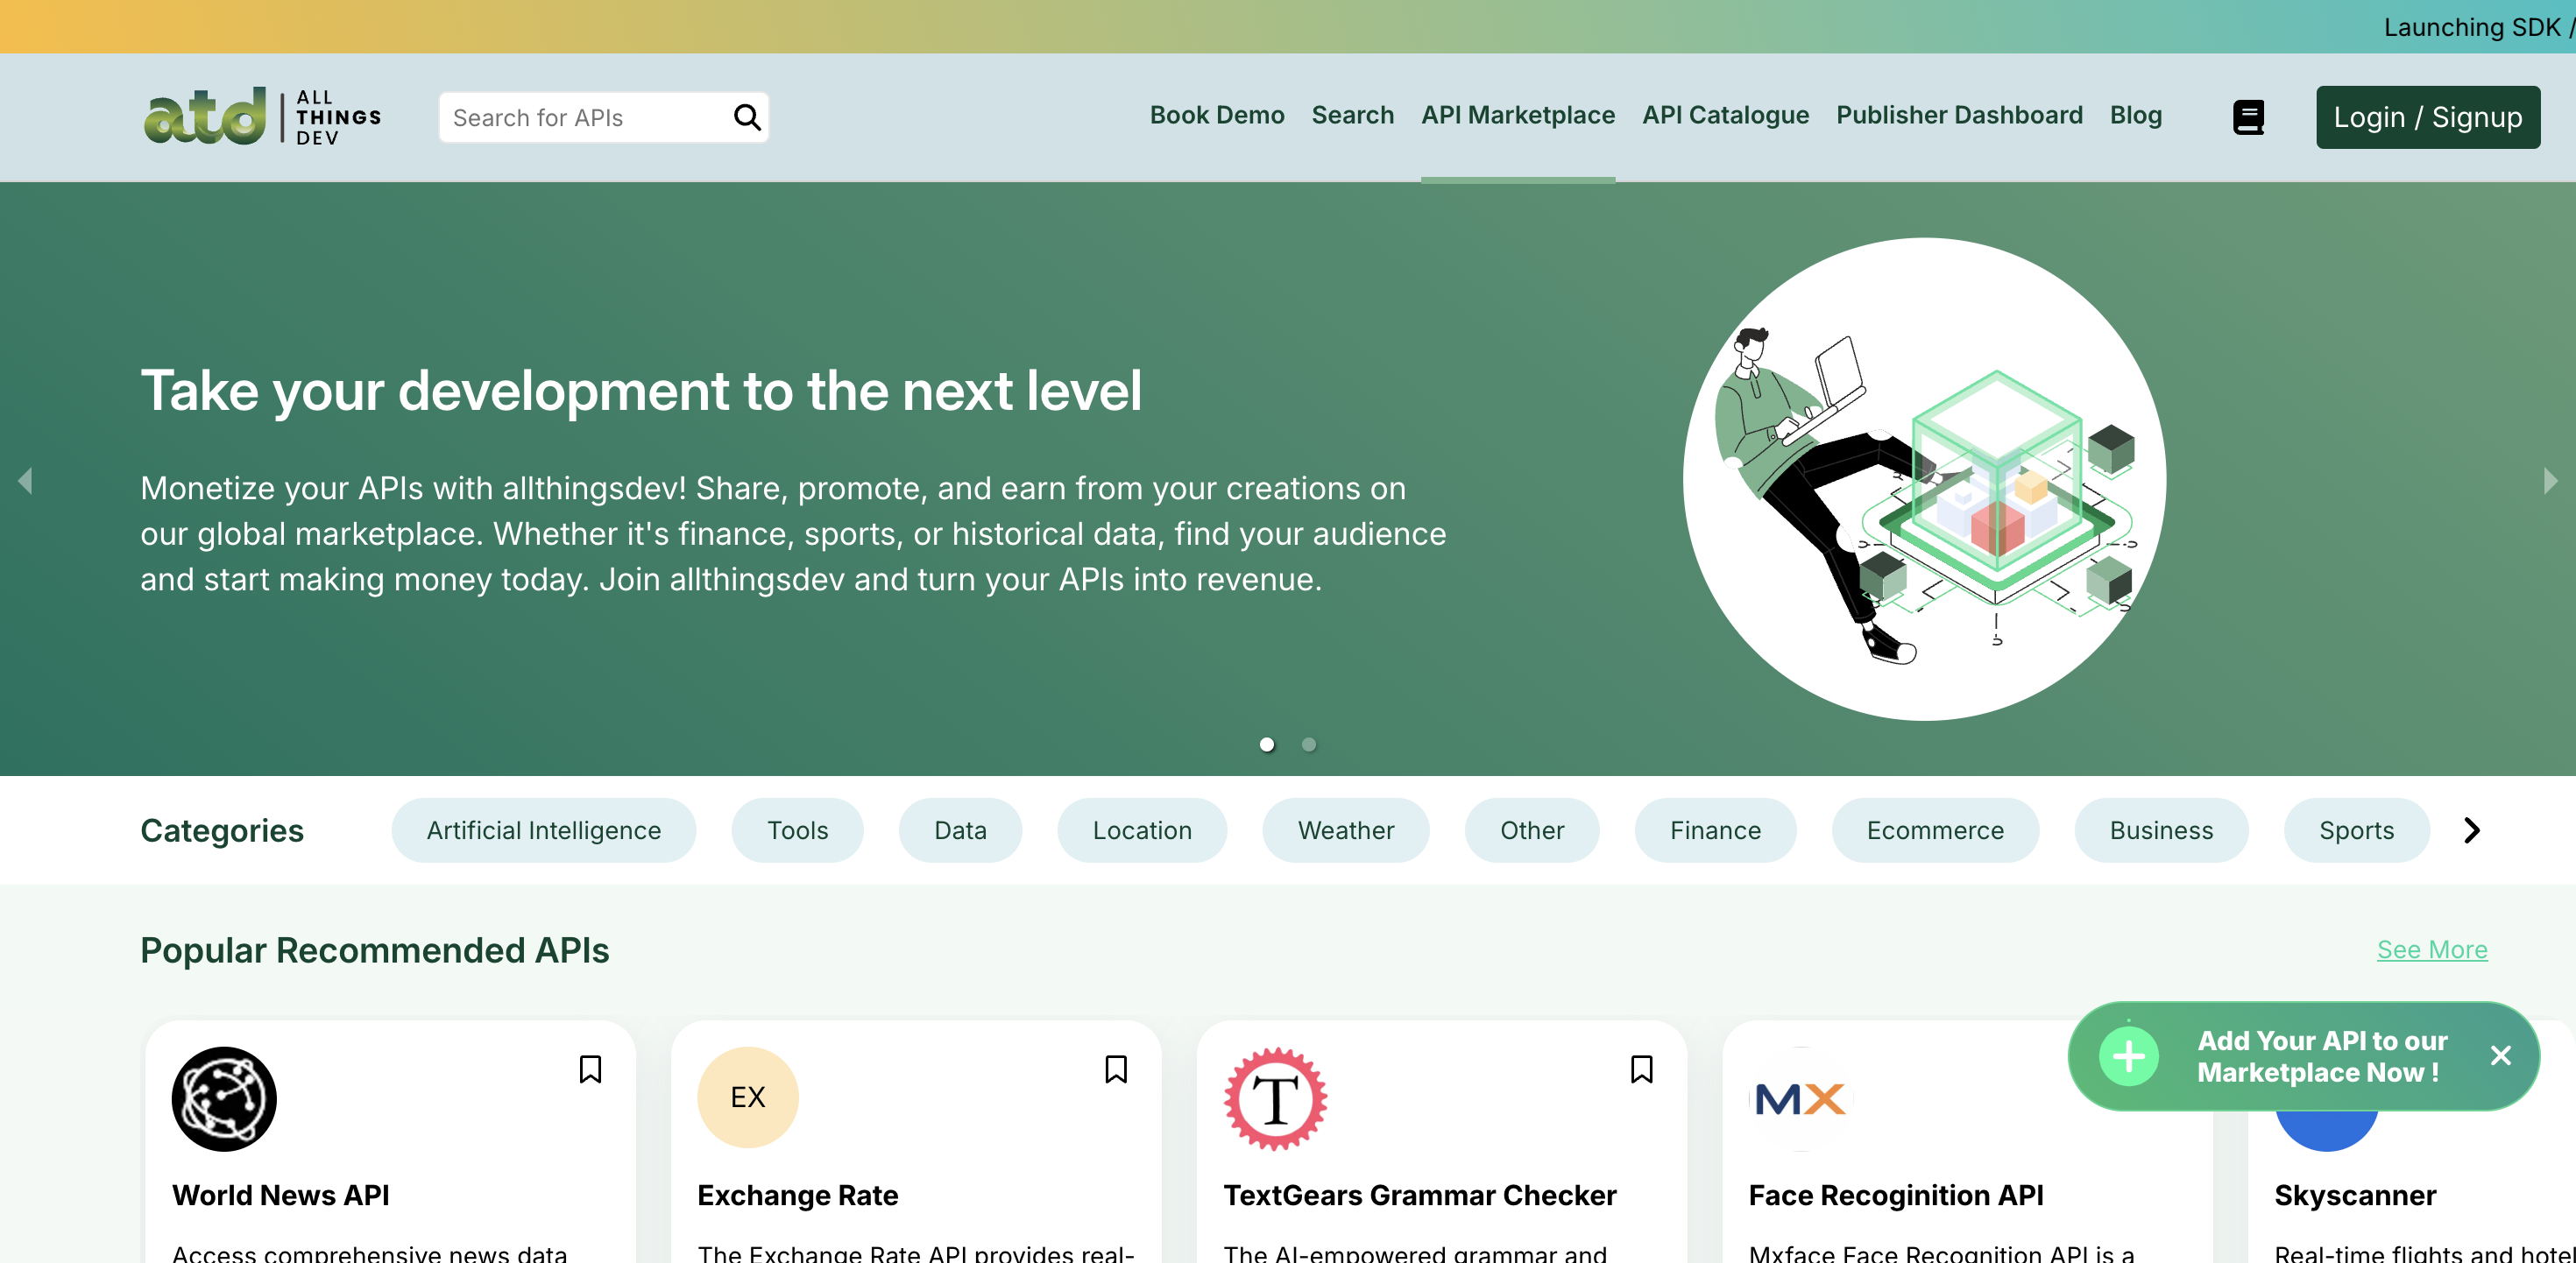 Launching SDK /
atd
ALL
THINGS
DEV
Search for APIs
Book Demo
Search
API Marketplace
API Catalogue
Publisher Dashboard
Blog
Login / Signup
Take your development to the next level
Monetize your APIs with allthingsdev! Share, promote, and earn from your creations on
our global marketplace. Whether it's finance, sports, or historical data, find your audience
and start making money today. Join allthingsdev and turn your APIs into revenue.
Categories
Artificial Intelligence
Tools
Data
Location
Weather
Other
Finance
Ecommerce
Business
Sports
Popular Recommended APIs
See More
Add Your API to our
Marketplace Now !
EX
T
MX
World News API
Exchange Rate
TextGears Grammar Checker
Face Recoginition API
Skyscanner
Access comprehensive news data
The Exchange Rate API provides real-
The AI-empowered grammar and
Mxface Face Recognition API is a
Real-time flights and hotel